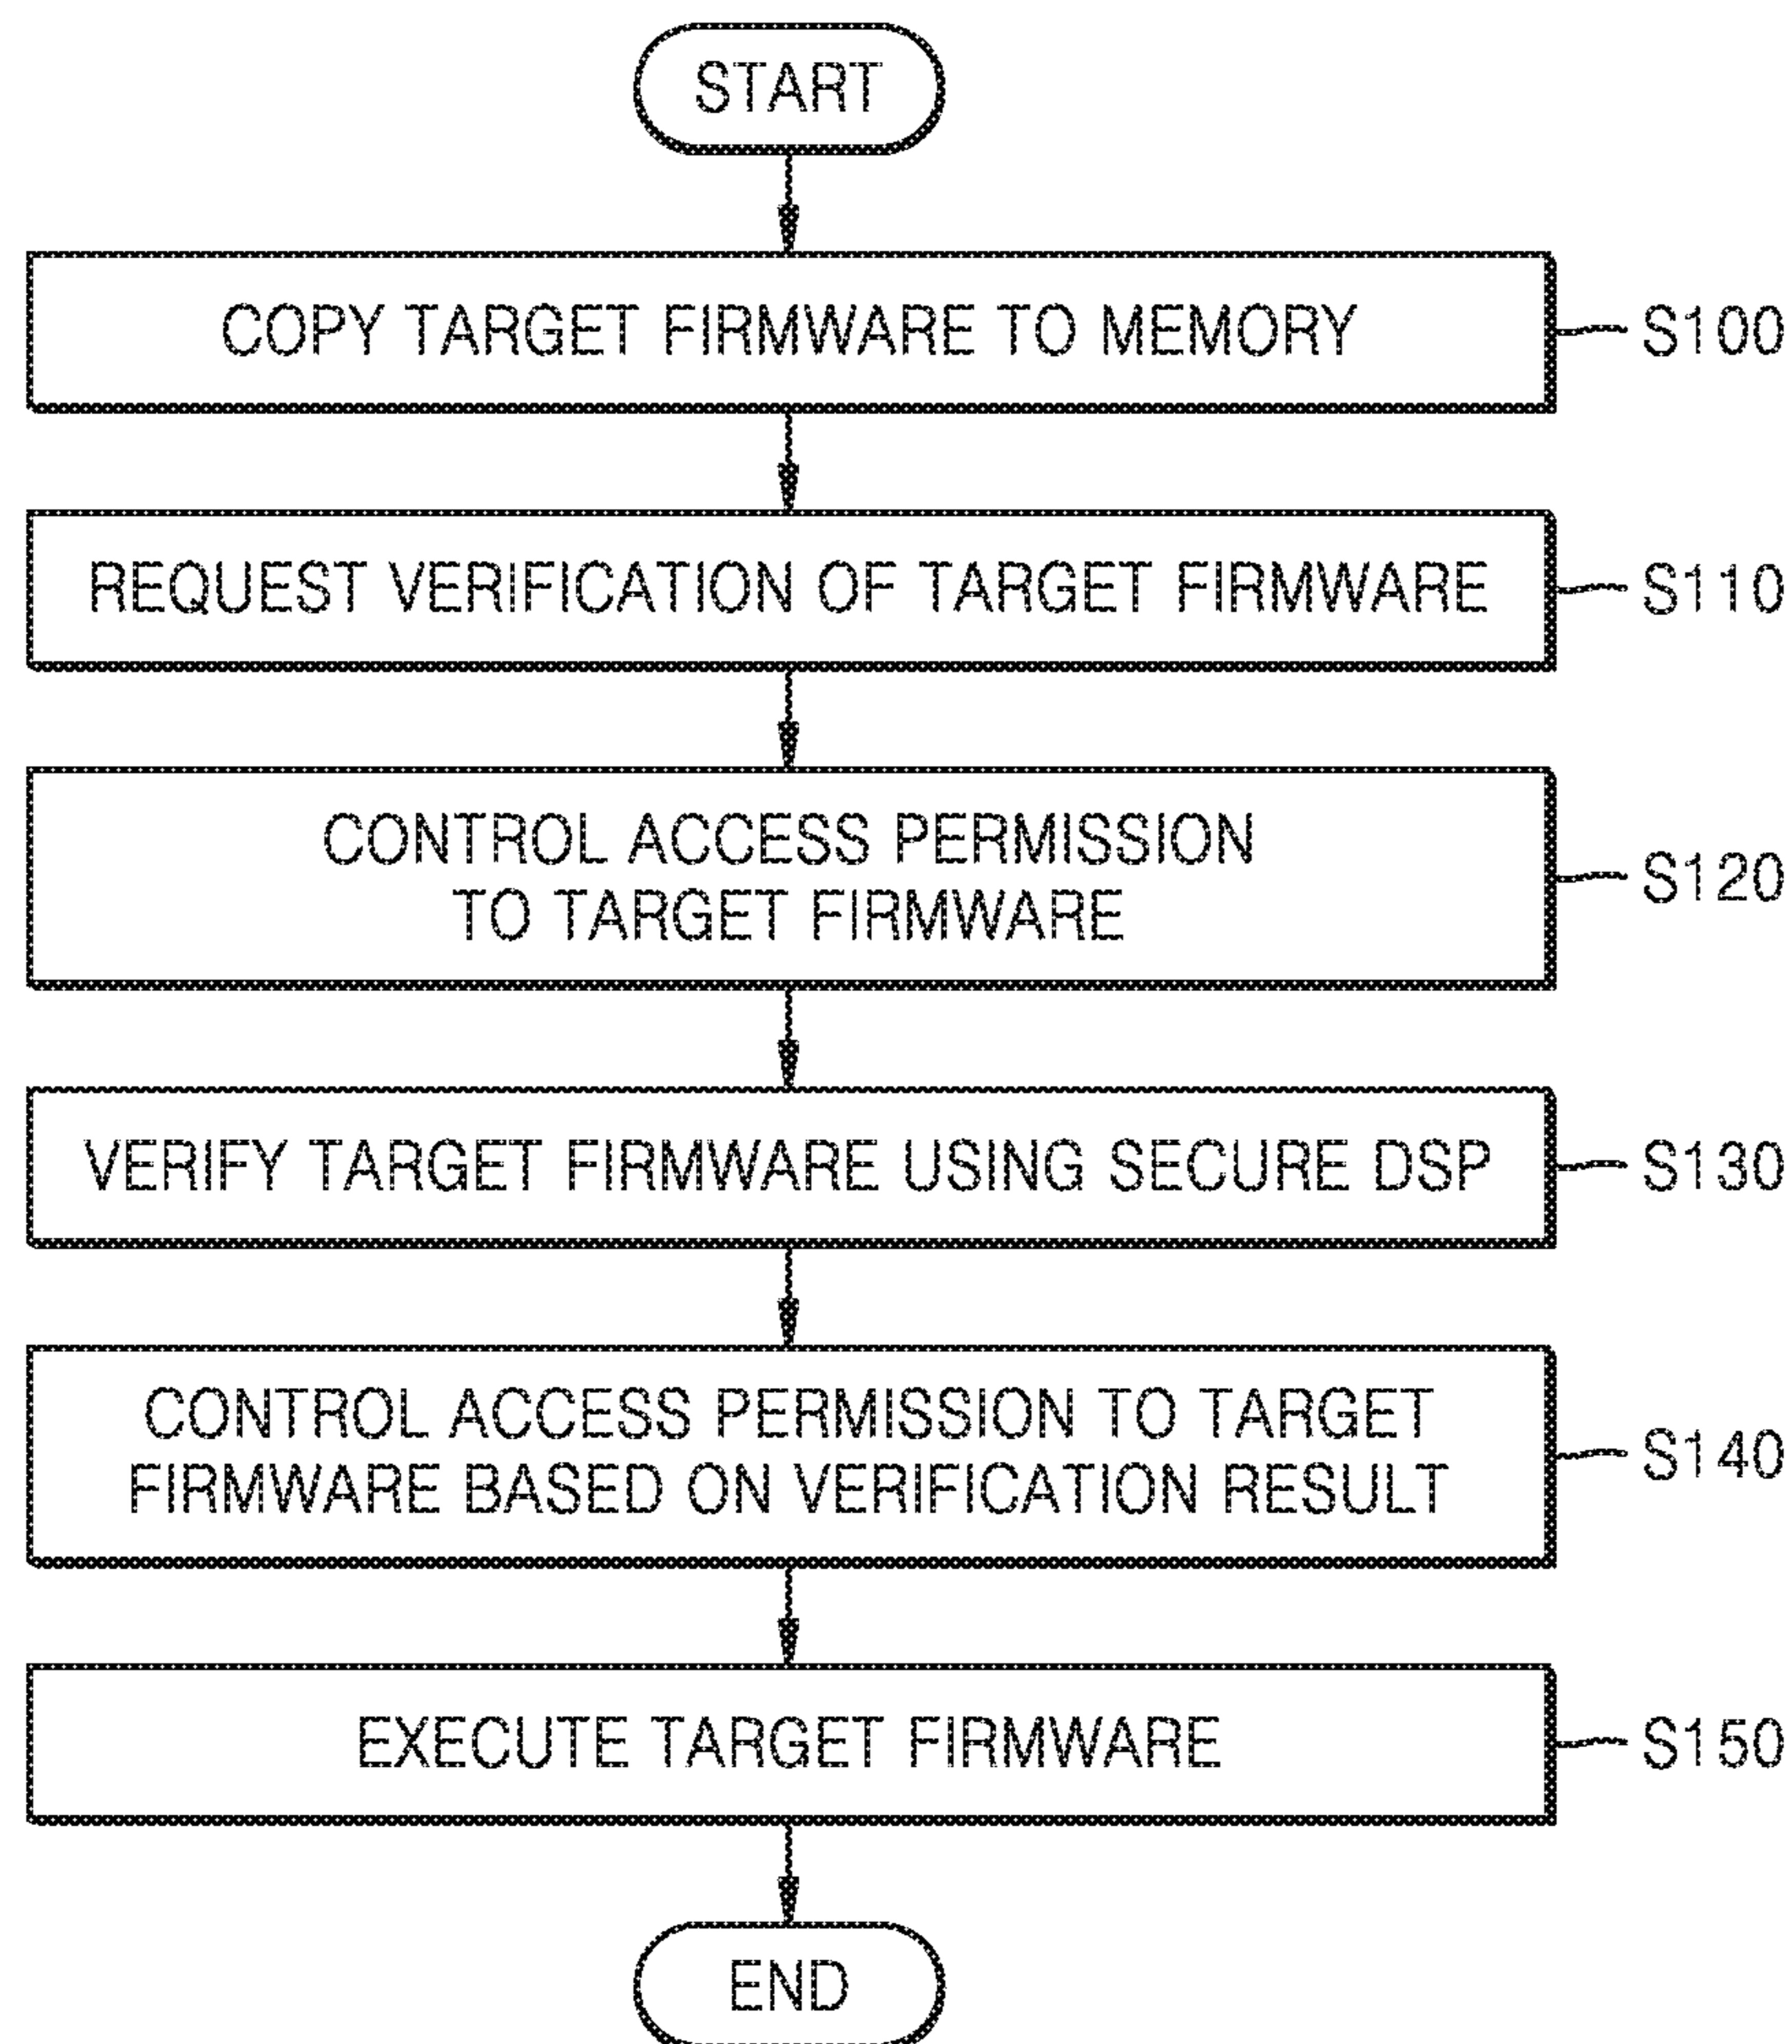 START
COPY TARGET FIRMWARE TO MEMORY
S100
REQUEST VERIFICATION OF TARGET FIRMWARE
S110
CONTROL ACCESS PERMISSION
TO TARGET FIRMWARE
S120
VERIFY TARGET FIRMWARE USING SECURE DSP
S130
CONTROL ACCESS PERMISSION TO TARGET
FIRMWARE BASED ON VERIFICATION RESULT
S140
EXECUTE TARGET FIRMWARE
S150
END